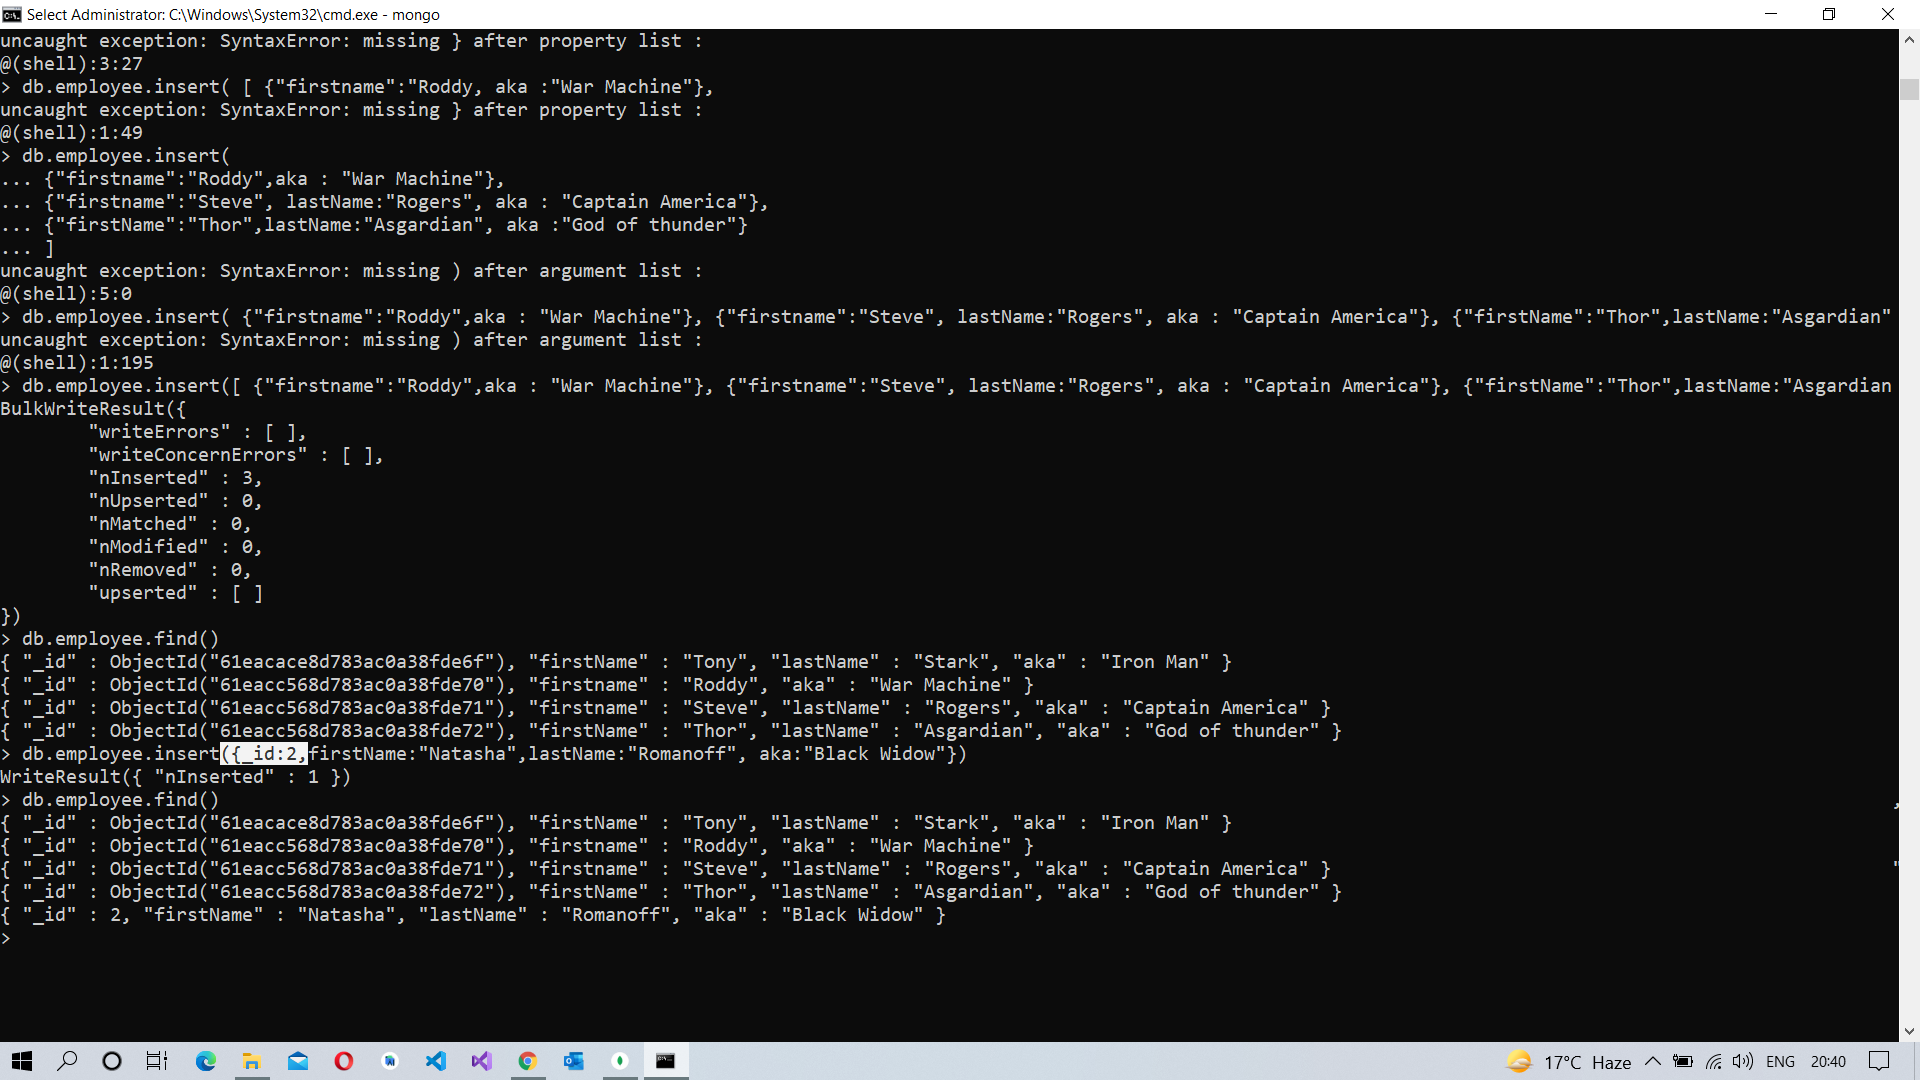 Select Administrator: C:\Windows\System32\cmd.exe - mongo
uncaught exception: SyntaxError: missing } after property list :
@(shell):3:27
> db.employee.insert( [ {"firstname":"Roddy, aka :"War Machine"},
uncaught exception: SyntaxError: missing } after property list :
@(shell):1:49
> db.employee.insert(
... {"firstname":"Roddy",aka : "War Machine"},
... {"firstname":"Steve", lastName:"Rogers", aka : "Captain America"},
... {"firstName":"Thor",lastName:"Asgardian", aka :"God of thunder"}
... ]
uncaught exception: SyntaxError: missing ) after argument list :
@(shell):5:0
> db.employee.insert( {"firstname":"Roddy",aka : "War Machine"}, {"firstname":"Steve", lastName:"Rogers", aka : "Captain America"}, {"firstName":"Thor",lastName:"Asgardian"
uncaught exception: SyntaxError: missing ) after argument list :
@(shell):1:195
> db.employee.insert([ {"firstname":"Roddy",aka : "War Machine"}, {"firstname":"Steve", lastName:"Rogers", aka : "Captain America"}, {"firstName":"Thor",lastName:"Asgardian
BulkWriteResult({
"writeErrors" : [ ],
"writeConcernErrors" : [ ],
"nInserted" : 3,
"nUpserted" : 0,
"nMatched" : 0,
"nModified" : 0,
"nRemoved" : 0,
"upserted" : [ ]
})
> db.employee.find()
{ "_id" : ObjectId("61eacace8d783ac0a38fde6f"), "firstName" : "Tony", "lastName" : "Stark", "aka" : "Iron Man" }
{ "_id" : ObjectId("61eacc568d783ac0a38fde70"), "firstname" : "Roddy", "aka" : "War Machine" }
{ "_id" : ObjectId("61eacc568d783ac0a38fde71"), "firstname" : "Steve", "lastName" : "Rogers", "aka" : "Captain America" }
{ "_id" : ObjectId("61eacc568d783ac0a38fde72"), "firstName" : "Thor", "lastName" : "Asgardian", "aka" : "God of thunder" }
> db.employee.insert({_id:2,firstName:"Natasha",lastName:"Romanoff", aka:"Black Widow"})
WriteResult({ "nInserted" : 1 })
> db.employee.find()
{ "_id" : ObjectId("61eacace8d783ac0a38fde6f"), "firstName" : "Tony", "lastName" : "Stark", "aka" : "Iron Man" }
{ "_id" : ObjectId("61eacc568d783ac0a38fde70"), "firstname" : "Roddy", "aka" : "War Machine" }
{ "_id" : ObjectId("61eacc568d783ac0a38fde71"), "firstname" : "Steve", "lastName" : "Rogers", "aka" : "Captain America" }
{ "_id" : ObjectId("61eacc568d783ac0a38fde72"), "firstName" : "Thor", "lastName" : "Asgardian", "aka" : "God of thunder" }
{ "_id" : 2, "firstName" : "Natasha", "lastName" : "Romanoff", "aka" : "Black Widow" }
>
17°C Haze ENG 20:40